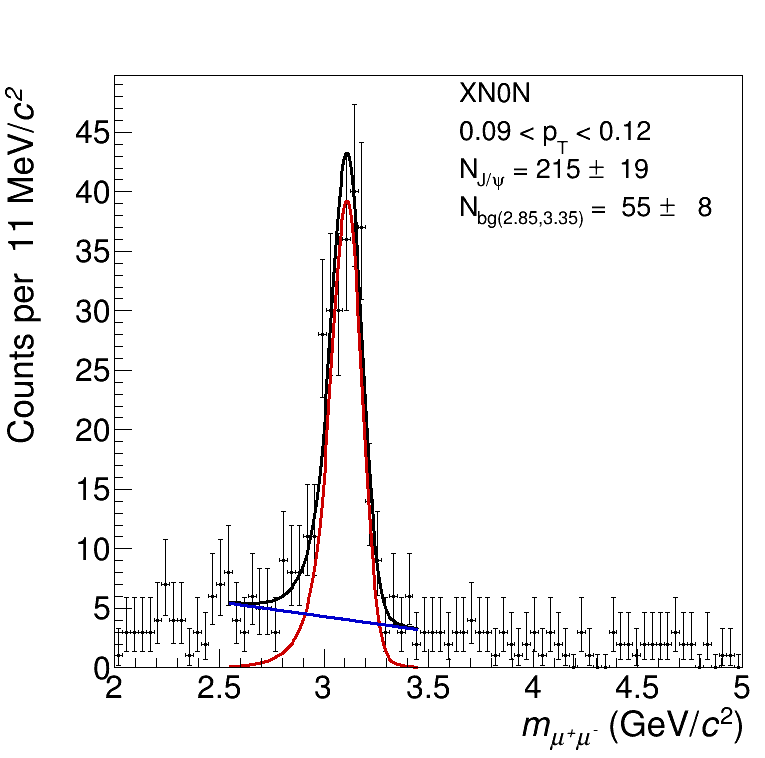 XN0N
0.09 < p_T < 0.12
N_J/ψ = 215 ± 19
N_bg(2.85,3.35) = 55 ± 8
Counts per 11 MeV/c²
45
40
35
30
25
20
15
10
5
0
2 2.5 3 3.5 4 4.5 5
m_μ⁺μ⁻ (GeV/c²)